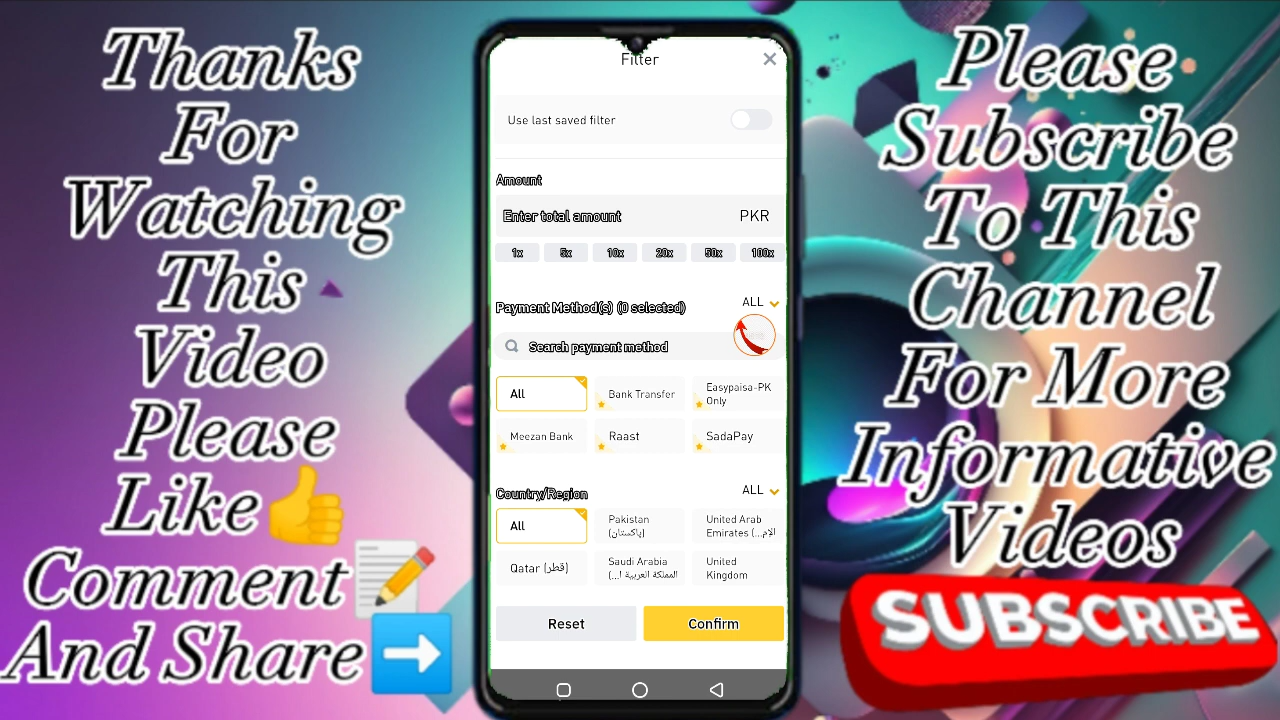 Thanks
For
Watching
This
Video
Please
Like
Comment
And Share
Filter
Use last saved filter
Amount
Enter total amount PKR
1x 5x 10x 20x 50x 100x
Payment Method(s) (0 selected) ALL
Search payment method
All Bank Transfer Easypaisa-PK Only
Meezan Bank Raast SadaPay
Country/Region ALL
All Pakistan (پاکستان) United Arab Emirates (...الام
Qatar (قطر) Saudi Arabia المملكة العربية ا...) United Kingdom
Reset Confirm
Please
Subscribe
To This
Channel
For More
Informative
Videos
SUBSCRIBE